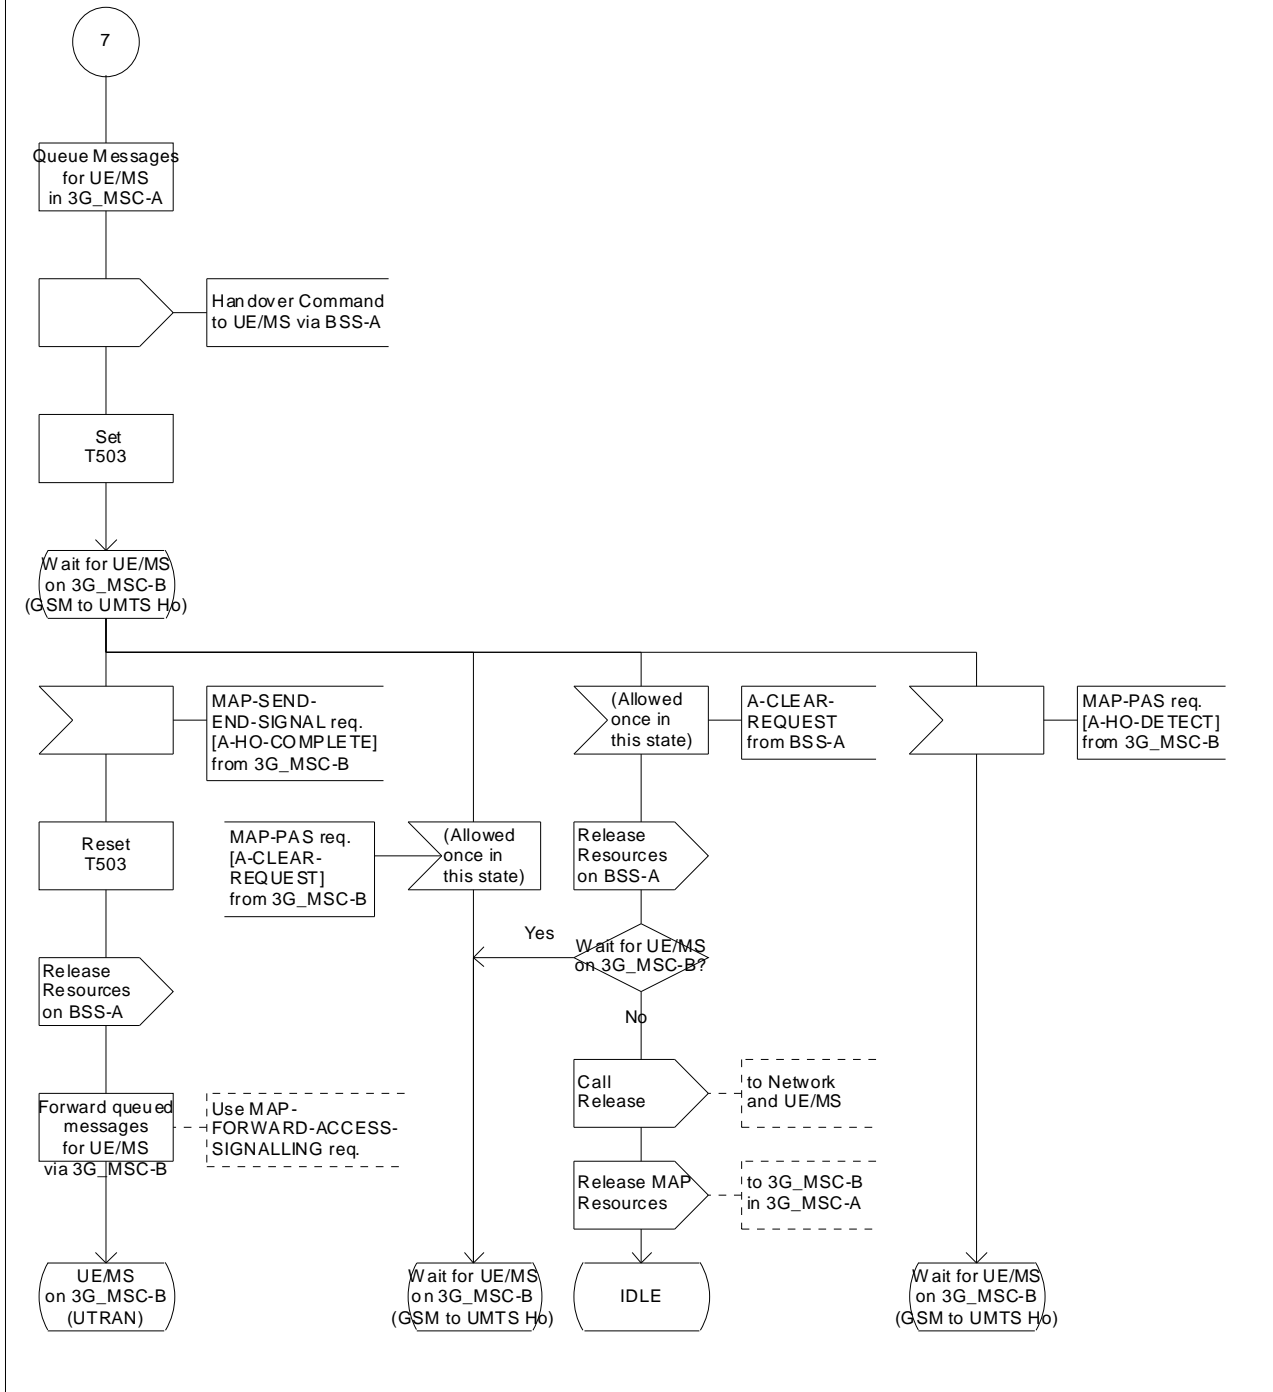 7
Queue Messages
for UE/MS
in 3G_MSC-A
Handover Command
to UE/MS via BSS-A
Set
T503
Wait for UE/MS
on 3G_MSC-B
(GSM to UMTS Ho)
MAP-SEND-
END-SIGNAL req.
[A-HO-COMPLETE]
from 3G_MSC-B
(Allowed
once in
this state)
A-CLEAR-
REQUEST
from BSS-A
MAP-PAS req.
[A-HO-DETECT]
from 3G_MSC-B
Reset
T503
MAP-PAS req.
[A-CLEAR-
REQUEST]
from 3G_MSC-B
(Allowed
once in
this state)
Release
Resources
on BSS-A
Yes
Wait for UE/MS
on 3G_MSC-B?
No
Release
Resources
on BSS-A
Call
Release
to Network
and UE/MS
Forward queued
messages
for UE/MS
via 3G_MSC-B
Use MAP-
FORWARD-ACCESS-
SIGNALLING req.
Release MAP
Resources
to 3G_MSC-B
in 3G_MSC-A
UE/MS
on 3G_MSC-B
(UTRAN)
Wait for UE/MS
on 3G_MSC-B
(GSM to UMTS Ho)
IDLE
Wait for UE/MS
on 3G_MSC-B
(GSM to UMTS Ho)